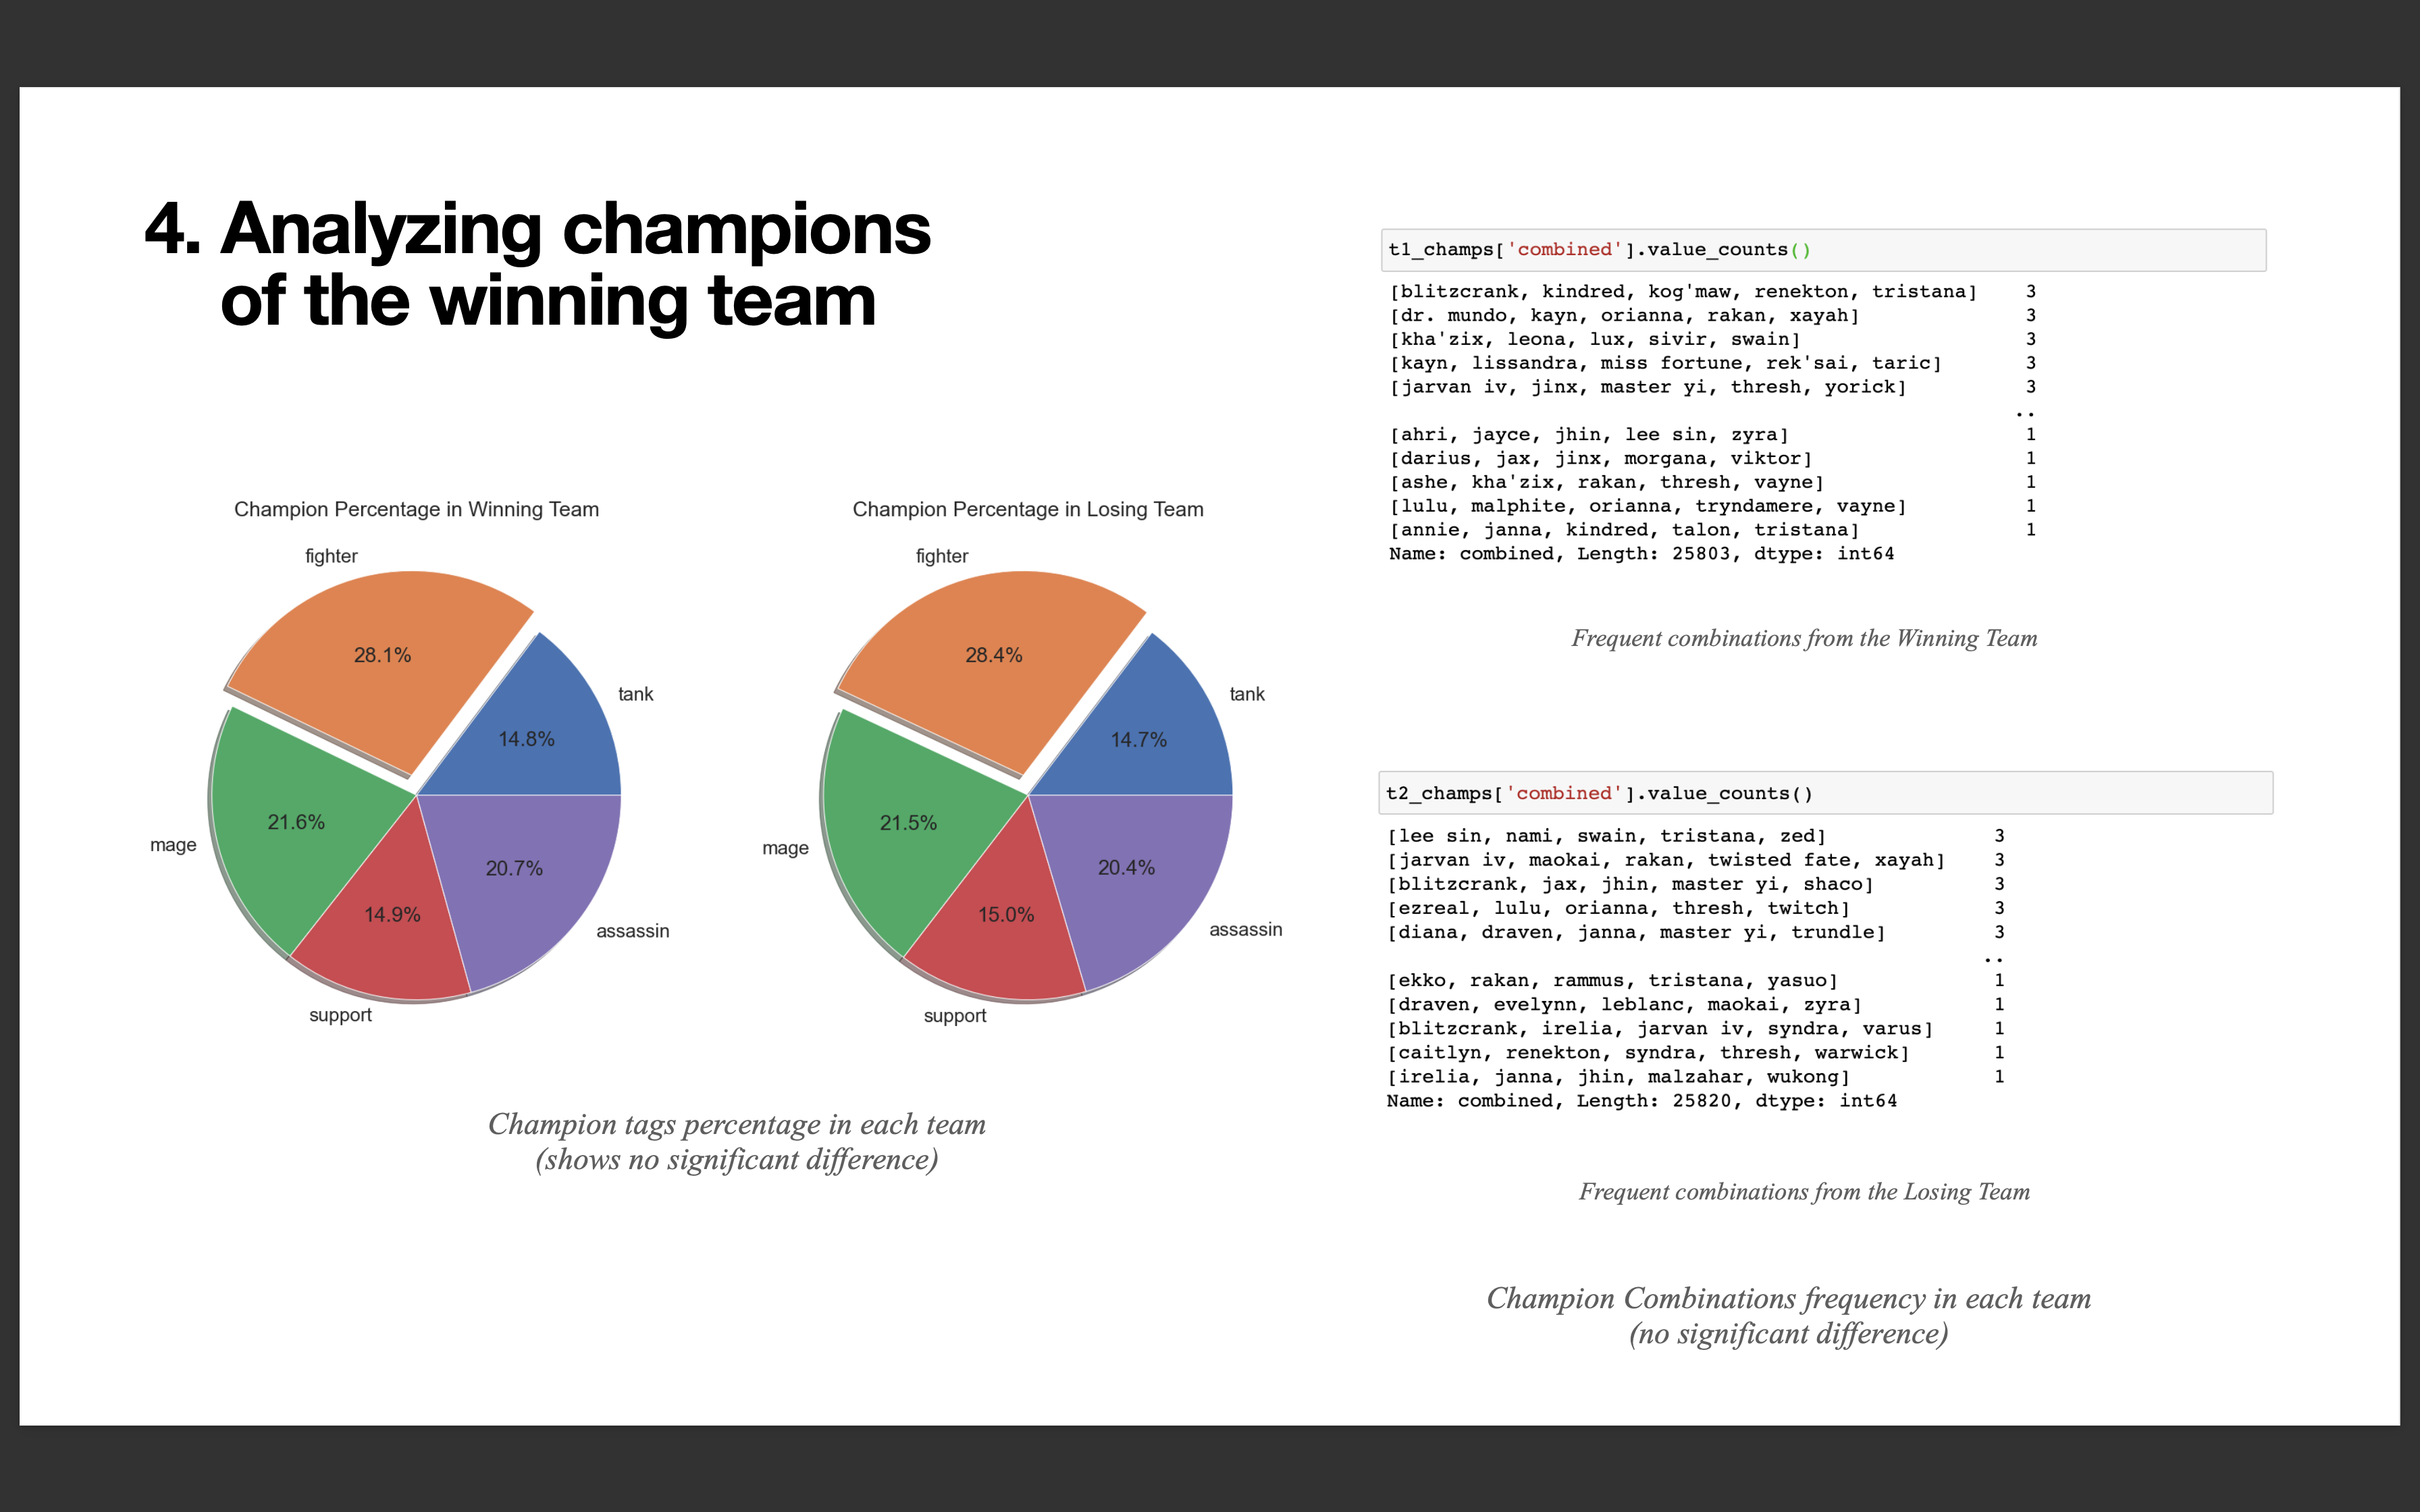 4. Analyzing champions
of the winning team
Champion Percentage in Winning Team
fighter
28.1%
tank
14.8%
21.6%
mage
20.7%
14.9%
assassin
support
Champion Percentage in Losing Team
fighter
28.4%
tank
14.7%
21.5%
mage
20.4%
15.0%
assassin
support
Champion tags percentage in each team
(shows no significant difference)
t1_champs['combined'].value_counts()
[blitzcrank, kindred, kog'maw, renekton, tristana] 3
[dr. mundo, kayn, orianna, rakan, xayah] 3
[kha'zix, leona, lux, sivir, swain] 3
[kayn, lissandra, miss fortune, rek'sai, taric] 3
[jarvan iv, jinx, master yi, thresh, yorick] 3
..
[ahri, jayce, jhin, lee sin, zyra] 1
[darius, jax, jinx, morgana, viktor] 1
[ashe, kha'zix, rakan, thresh, vayne] 1
[lulu, malphite, orianna, tryndamere, vayne] 1
[annie, janna, kindred, talon, tristana] 1
Name: combined, Length: 25803, dtype: int64
Frequent combinations from the Winning Team
t2_champs['combined'].value_counts()
[lee sin, nami, swain, tristana, zed] 3
[jarvan iv, maokai, rakan, twisted fate, xayah] 3
[blitzcrank, jax, jhin, master yi, shaco] 3
[ezreal, lulu, orianna, thresh, twitch] 3
[diana, draven, janna, master yi, trundle] 3
..
[ekko, rakan, rammus, tristana, yasuo] 1
[draven, evelynn, leblanc, maokai, zyra] 1
[blitzcrank, irelia, jarvan iv, syndra, varus] 1
[caitlyn, renekton, syndra, thresh, warwick] 1
[irelia, janna, jhin, malzahar, wukong] 1
Name: combined, Length: 25820, dtype: int64
Frequent combinations from the Losing Team
Champion Combinations frequency in each team
(no significant difference)